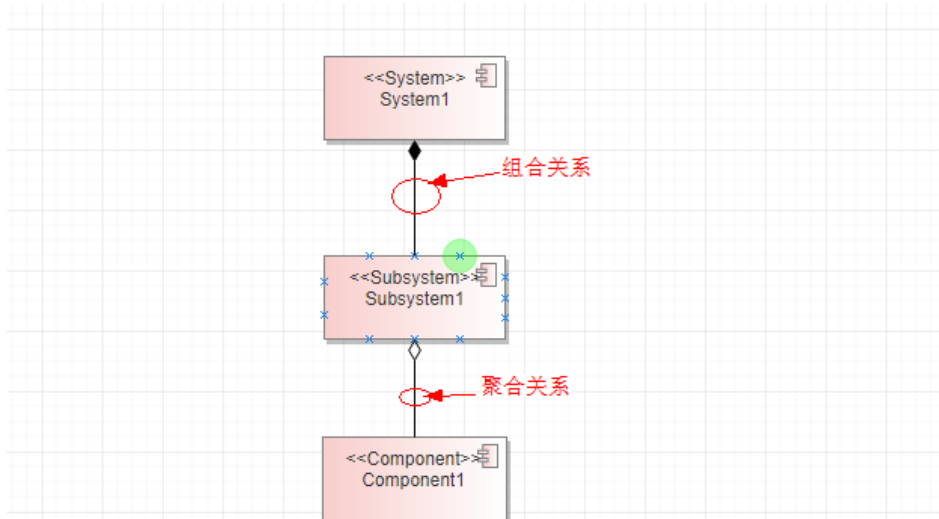 <<System>>
System1
组合关系
<<Subsystem>>
Subsystem1
聚合关系
<<Component>>
Component1